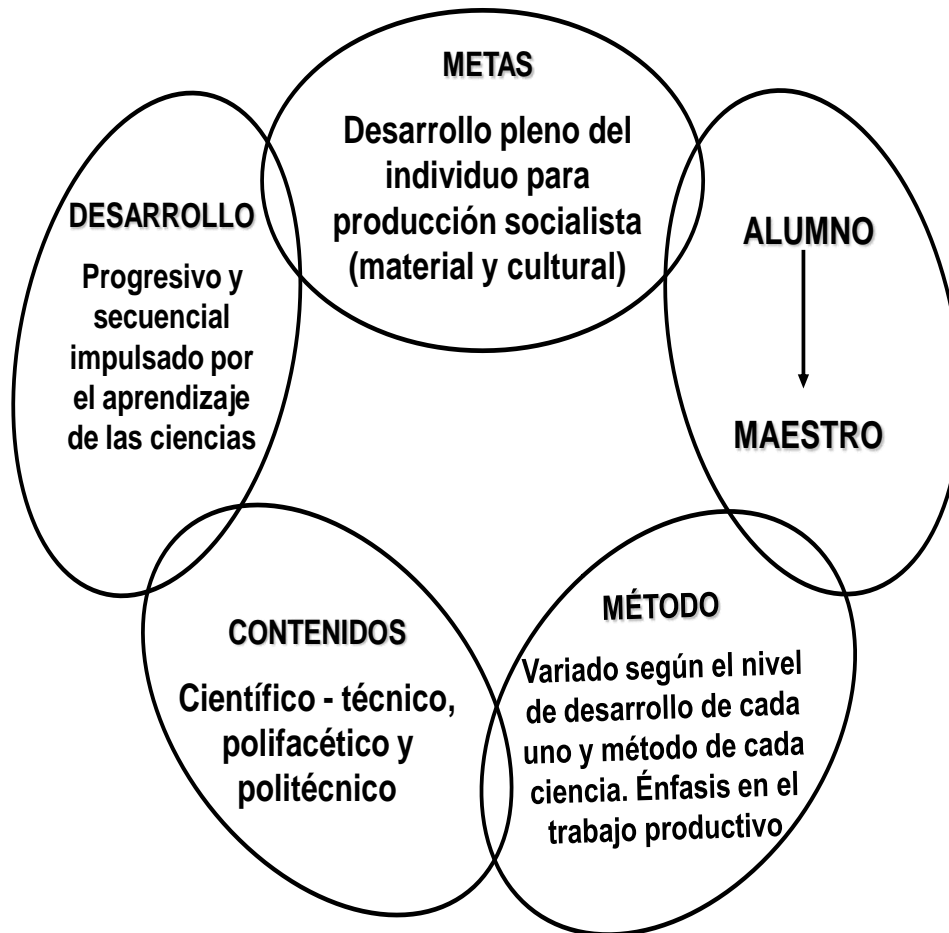 METAS
Desarrollo pleno del
individuo para
producción socialista
(material y cultural)
DESARROLLO
Progresivo y
secuencial
impulsado por
el aprendizaje
de las ciencias
ALUMNO
MAESTRO
CONTENIDOS
Científico - técnico,
polifacético y
politécnico
MÉTODO
Variado según el nivel
de desarrollo de cada
uno y método de cada
ciencia. Énfasis en el
trabajo productivo